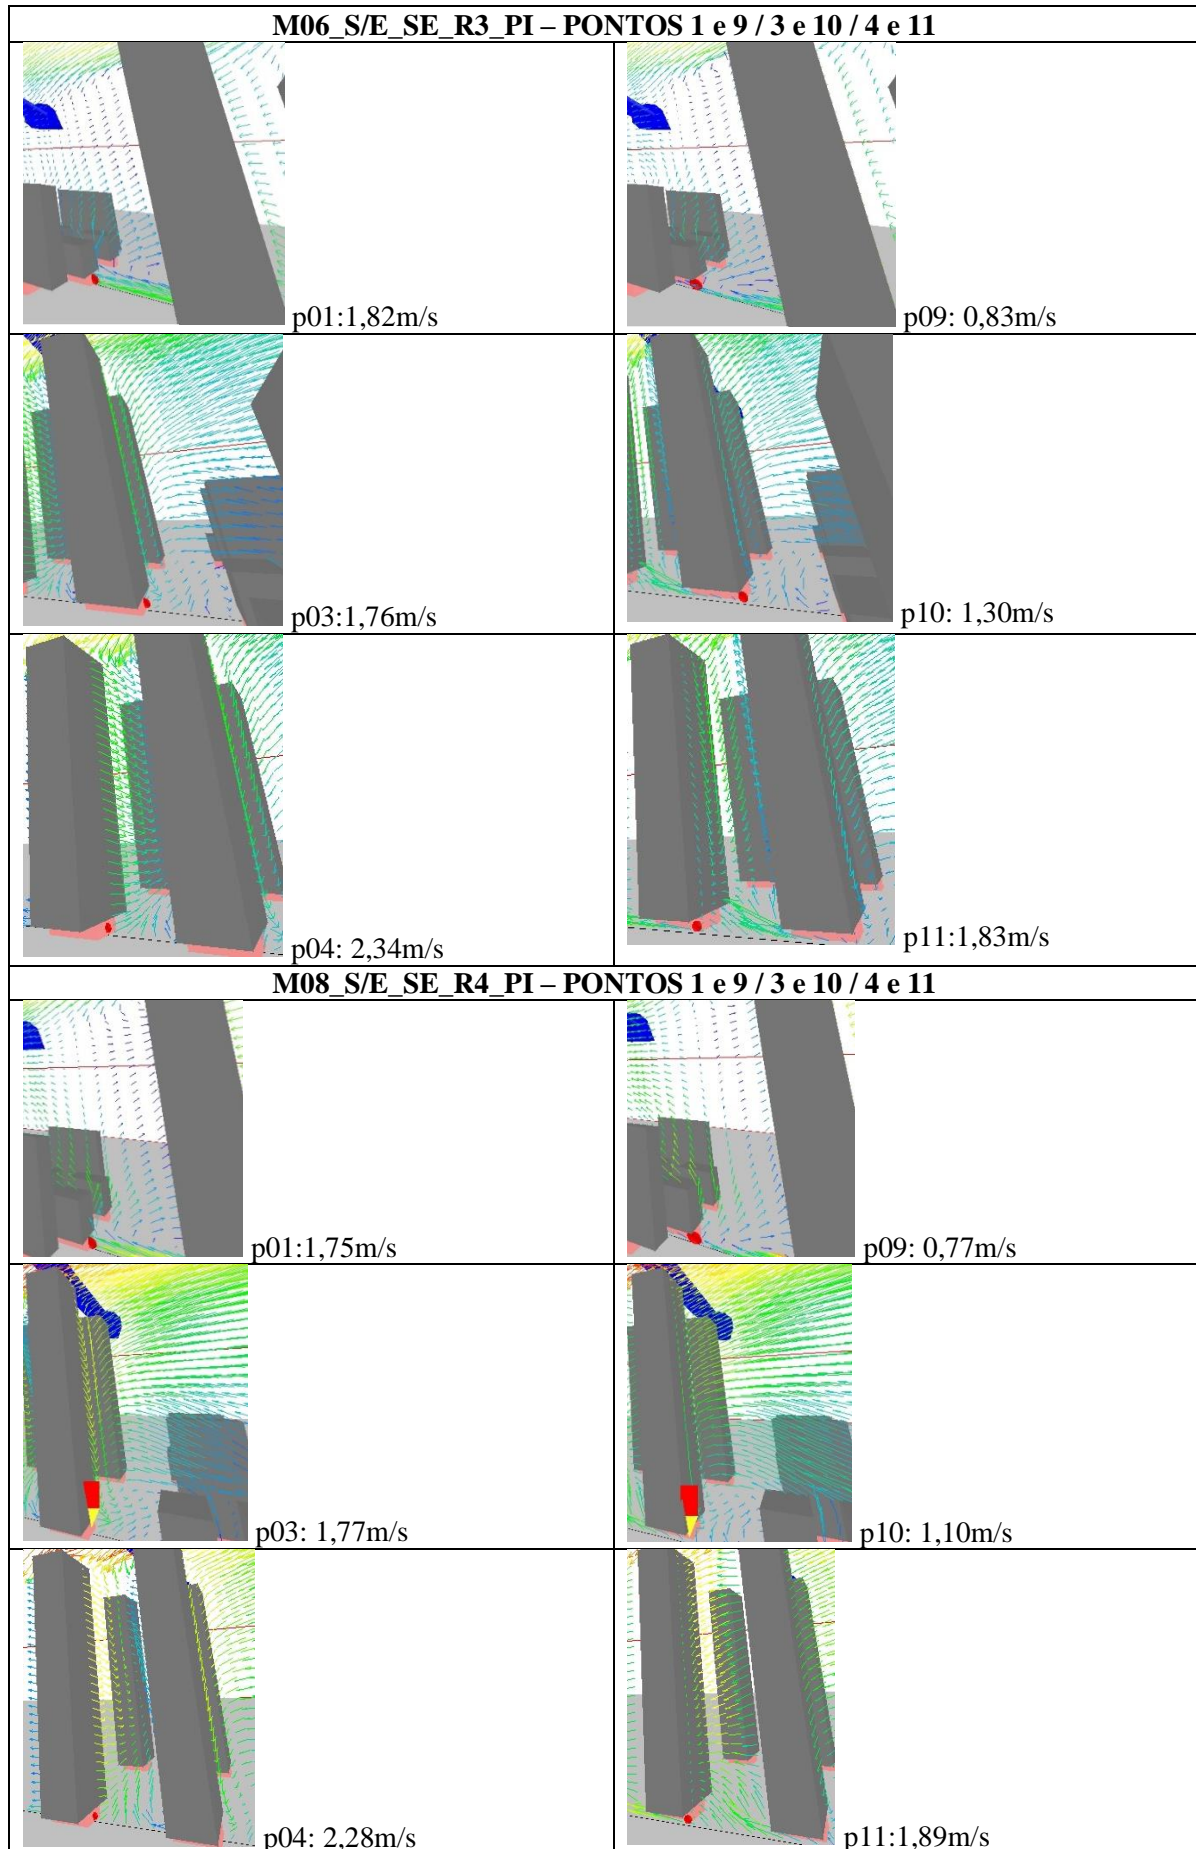 M06_S/E_SE_R3_PI – PONTOS 1 e 9 / 3 e 10 / 4 e 11
p01:1,82m/s
p09: 0,83m/s
p03:1,76m/s
p10: 1,30m/s
p04: 2,34m/s
p11:1,83m/s
M08_S/E_SE_R4_PI – PONTOS 1 e 9 / 3 e 10 / 4 e 11
p01:1,75m/s
p09: 0,77m/s
p03: 1,77m/s
p10: 1,10m/s
p04: 2,28m/s
p11:1,89m/s